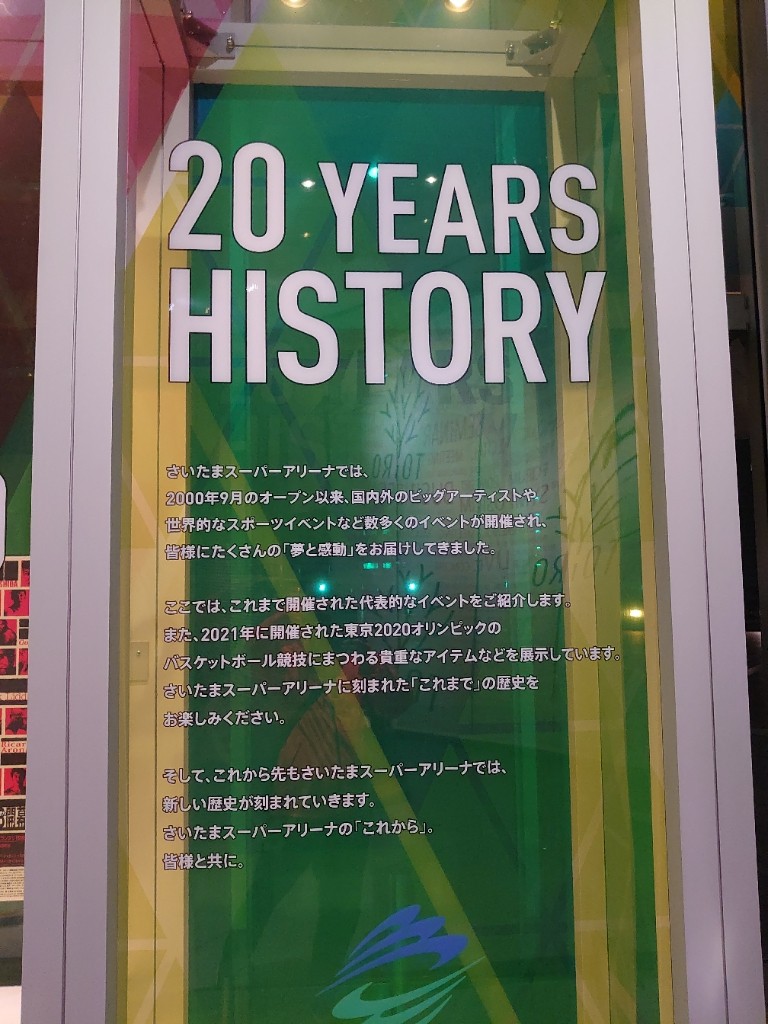 20 YEARS
HISTORY
さいたまスーパーアリーナでは、
2000年9月のオープン以来、国内外のビッグアーティストや、
世界的なスポーツイベントなど数多くのイベントが開催され、
皆様にたくさんの「夢と感動」をお届けしてきました。
ここでは、これまで開催された代表的なイベントをご紹介します。
また、2021年に開催された東京2020オリンピックの
バスケットボール競技にまつわる貴重なアイテムなどを展示しています。
さいたまスーパーアリーナに刻まれた「これまで」の歴史を
お楽しみください。
そして、これから先もさいたまスーパーアリーナでは、
新しい歴史が刻まれていきます。
さいたまスーパーアリーナの「これから」。
皆様と共に。